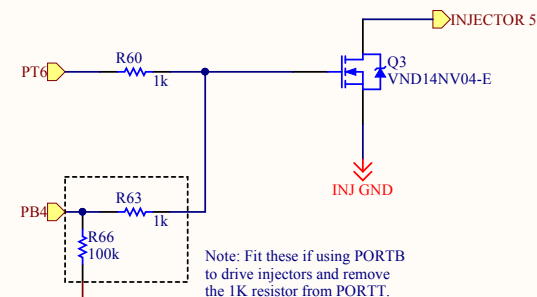 INJECTOR 5
R60
PT6
1k
Q3
VND14NV04-E
INJ GND
R63
PB4
1k
R66
100k
Note: Fit these if using PORTB
to drive injectors and remove
the 1K resistor from PORTT.